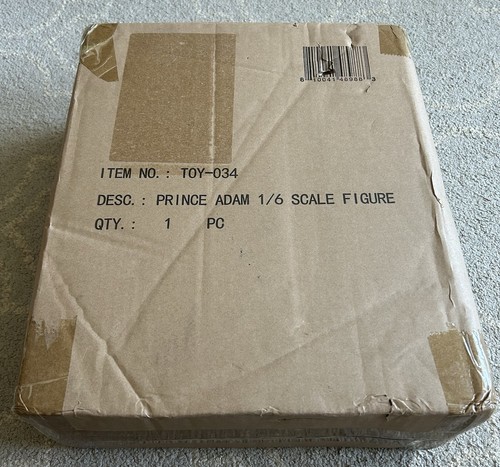 ITEM NO.: TOY-034
DESC.: PRINCE ADAM 1/6 SCALE FIGURE
QTY.: 1 PC